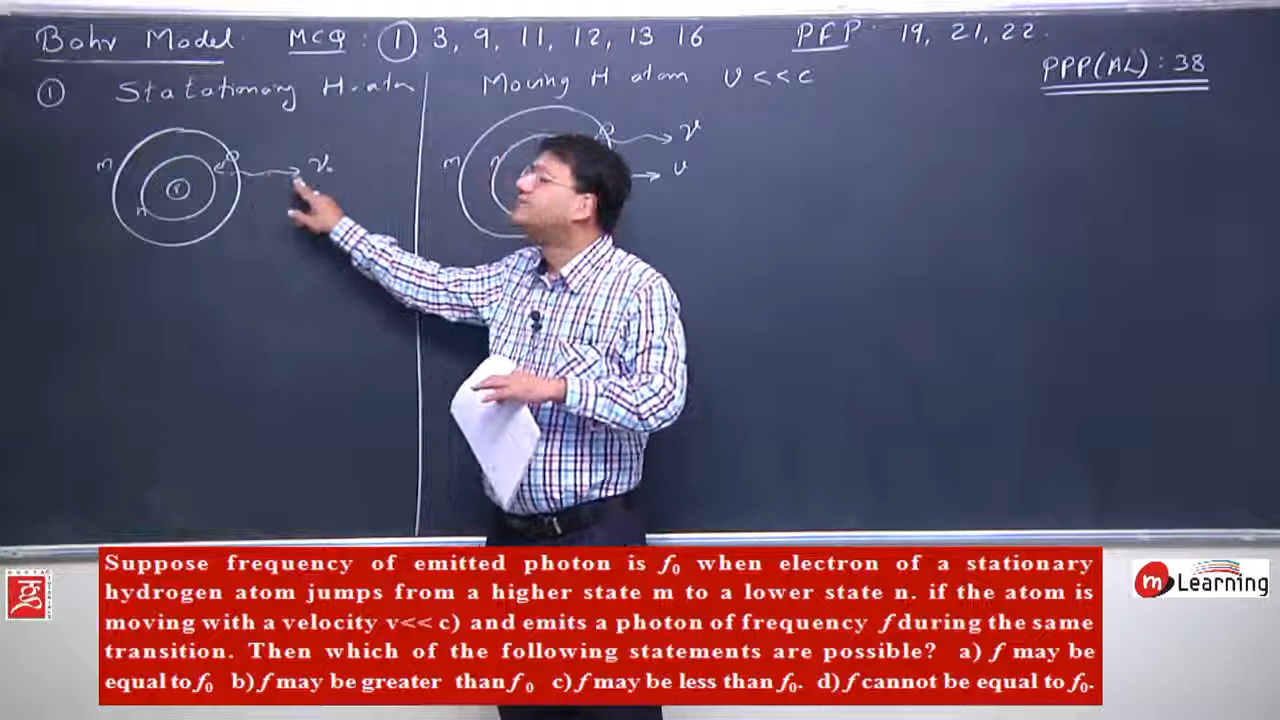 Bohr Model. MCQ: 1 3, 9, 11, 12, 13 16 PFP. 19, 21, 22.
PPP(AL): 38
1 Statationary H-atom Moving H atom v << c
m n ν₀
m ν
v
Suppose frequency of emitted photon is f₀ when electron of a stationary
hydrogen atom jumps from a higher state m to a lower state n. if the atom is
moving with a velocity v<< c) and emits a photon of frequency f during the same
transition. Then which of the following statements are possible? a) f may be
equal to f₀ b) f may be greater than f ₀ c) f may be less than f₀. d) f cannot be equal to f₀.
m Learning